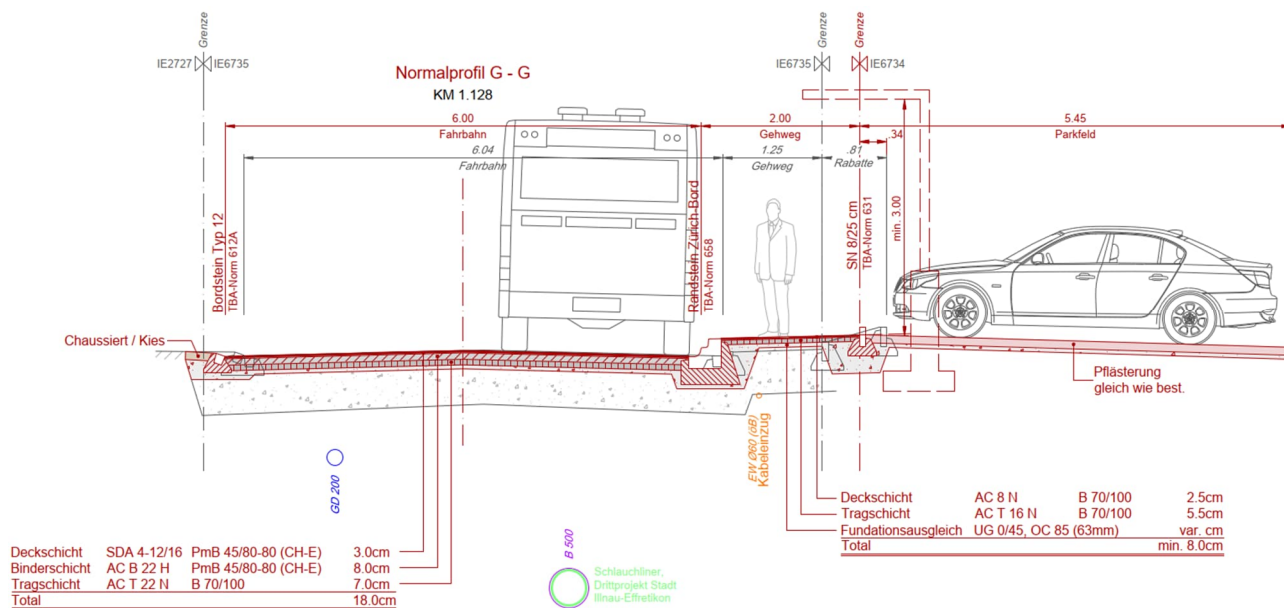 Grenze
IE2727
IE6735
Grenze
IE6735
Grenze
IE6734
Normalprofil G - G
KM 1.128
6.00
Fahrbahn
2.00
Gehweg
5.45
Parkfeld
.34
6.04
Fahrbahn
1.25
Gehweg
.81
Rabatte
min. 3.00
Bordstein Typ 12
TBA-Norm 612A
Randstein Zürich-Bord
TBA-Norm 658
SN 8/25 cm
TBA-Norm 631
Chaussiert / Kies
Pflästerung
gleich wie best.
GD 200
EW Ø60 (öB)
Kabeleinzug
B 500
Schlauchliner,
Drittprojekt Stadt
Illnau-Effretikon
Deckschicht AC 8 N B 70/100 2.5cm
Tragschicht AC T 16 N B 70/100 5.5cm
Fundationsausgleich UG 0/45, OC 85 (63mm) var. cm
Total min. 8.0cm
Deckschicht SDA 4-12/16 PmB 45/80-80 (CH-E) 3.0cm
Binderschicht AC B 22 H PmB 45/80-80 (CH-E) 8.0cm
Tragschicht AC T 22 N B 70/100 7.0cm
Total 18.0cm